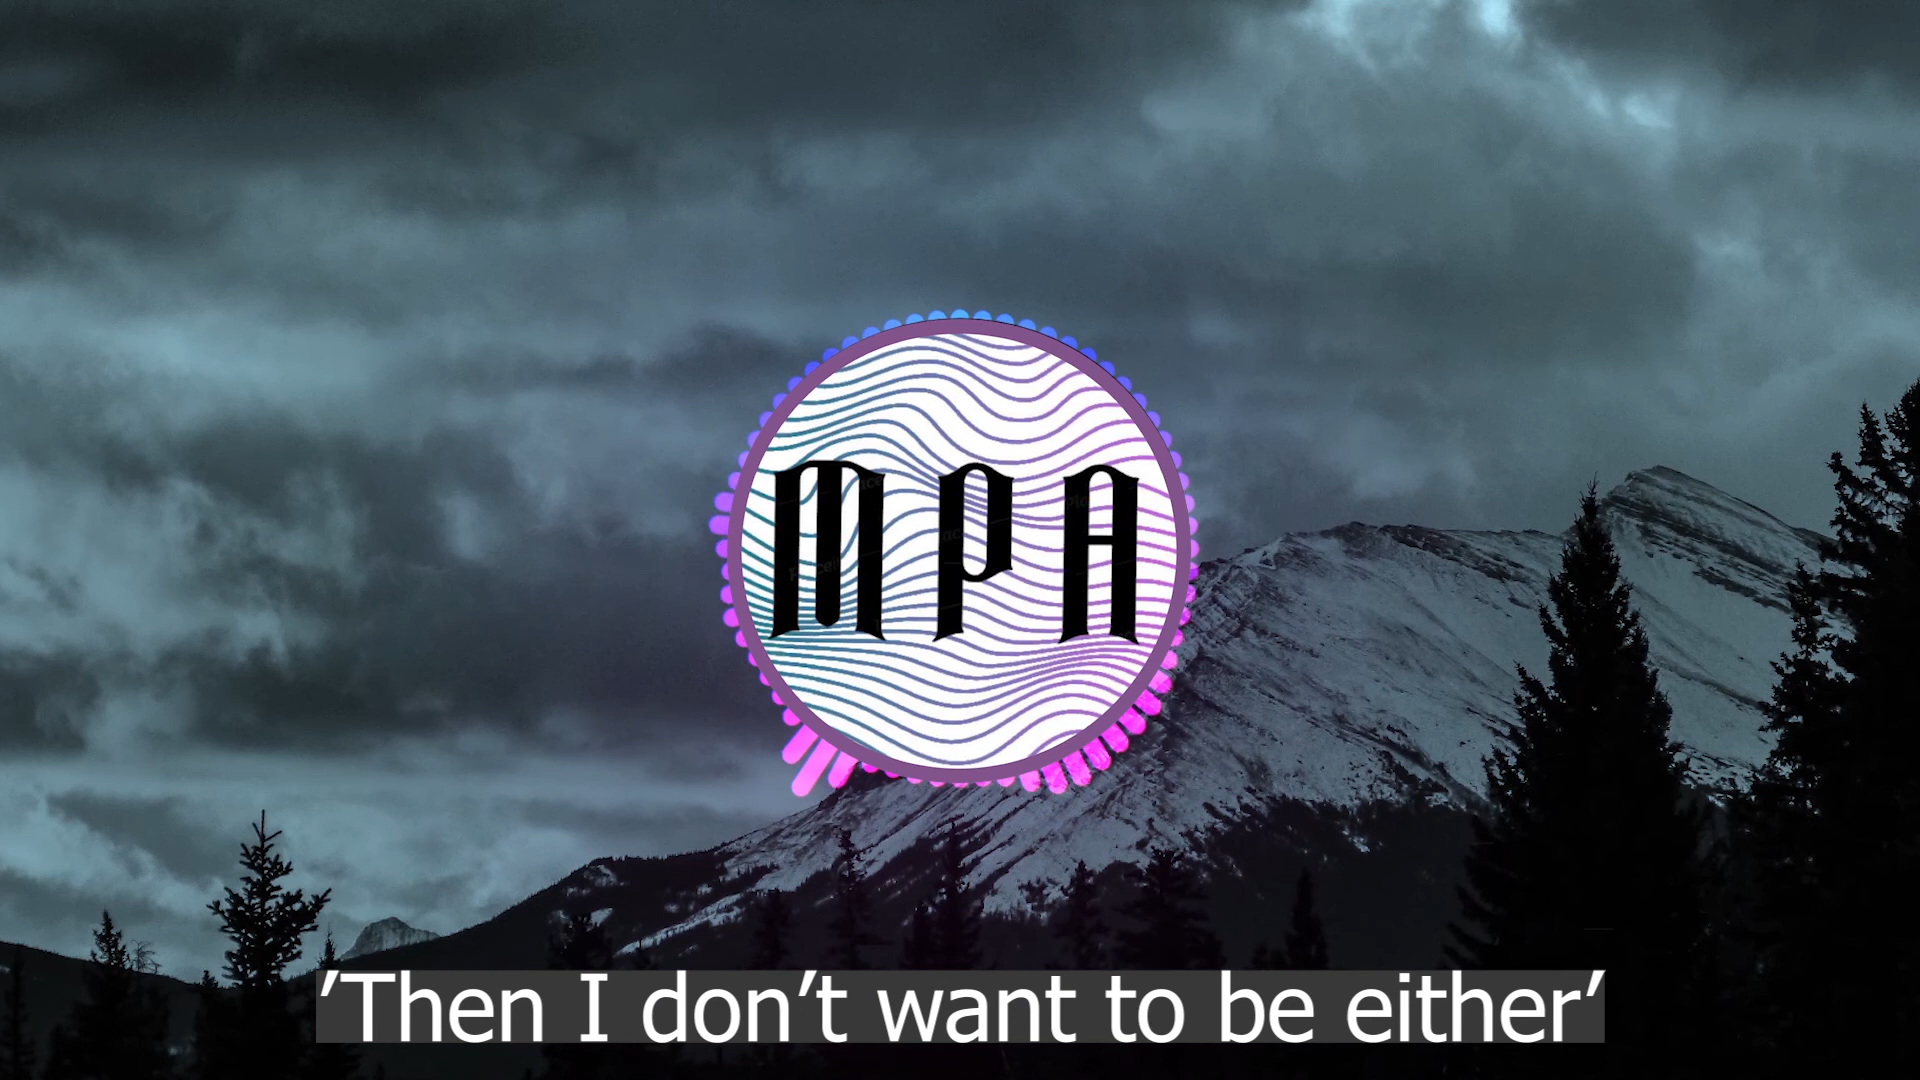 MPA
’Then I don’t want to be either’